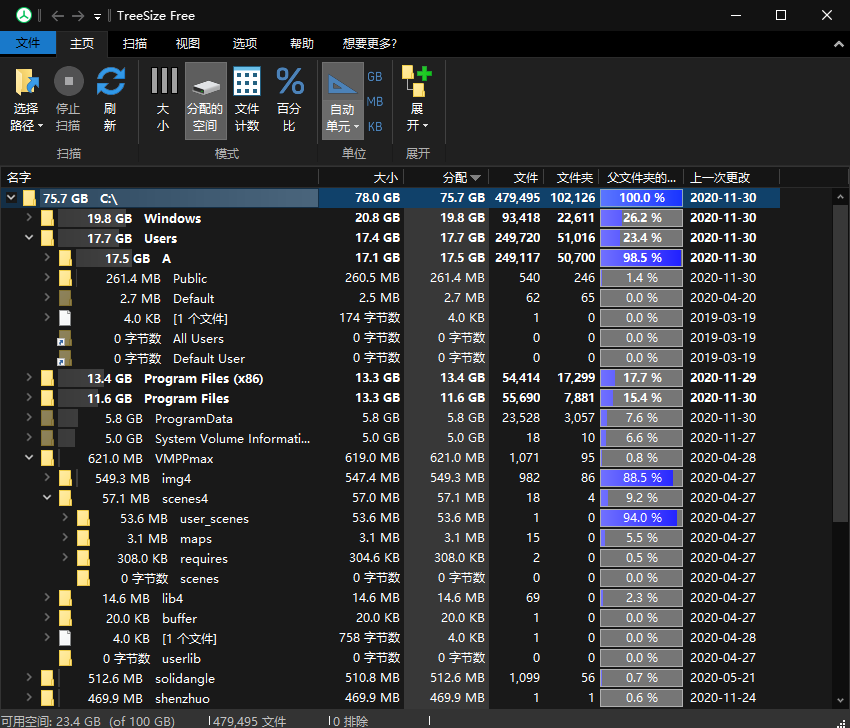 TreeSize Free
文件 主页 扫描 视图 选项 帮助 想要更多?
选择路径 停止扫描 刷新 大小 分配的空间 文件计数 百分比 自动单元 GB MB KB 展开
扫描 模式 单位 展开
名字 大小 分配 文件 文件夹 父文件夹的... 上一次更改
75.7 GB C:\ 78.0 GB 75.7 GB 479,495 102,126 100.0 % 2020-11-30
19.8 GB Windows 20.8 GB 19.8 GB 93,418 22,611 26.2 % 2020-11-30
17.7 GB Users 17.4 GB 17.7 GB 249,720 51,016 23.4 % 2020-11-30
17.5 GB A 17.1 GB 17.5 GB 249,117 50,700 98.5 % 2020-11-30
261.4 MB Public 260.5 MB 261.4 MB 540 246 1.4 % 2020-11-30
2.7 MB Default 2.5 MB 2.7 MB 62 65 0.0 % 2020-04-20
4.0 KB [1 个文件] 174 字节数 4.0 KB 1 0 0.0 % 2019-03-19
0 字节数 All Users 0 字节数 0 字节数 0 0 0.0 % 2019-03-19
0 字节数 Default User 0 字节数 0 字节数 0 0 0.0 % 2019-03-19
13.4 GB Program Files (x86) 13.3 GB 13.4 GB 54,414 17,299 17.7 % 2020-11-29
11.6 GB Program Files 13.3 GB 11.6 GB 55,690 7,881 15.4 % 2020-11-30
5.8 GB ProgramData 5.8 GB 5.8 GB 23,528 3,057 7.6 % 2020-11-30
5.0 GB System Volume Informati... 5.0 GB 5.0 GB 18 10 6.6 % 2020-11-27
621.0 MB VMPPmax 619.0 MB 621.0 MB 1,071 95 0.8 % 2020-04-28
549.3 MB img4 547.4 MB 549.3 MB 982 86 88.5 % 2020-04-27
57.1 MB scenes4 57.0 MB 57.1 MB 18 4 9.2 % 2020-04-27
53.6 MB user_scenes 53.6 MB 53.6 MB 1 0 94.0 % 2020-04-27
3.1 MB maps 3.1 MB 3.1 MB 15 0 5.5 % 2020-04-27
308.0 KB requires 304.6 KB 308.0 KB 2 0 0.5 % 2020-04-27
0 字节数 scenes 0 字节数 0 字节数 0 0 0.0 % 2020-04-27
14.6 MB lib4 14.6 MB 14.6 MB 69 0 2.3 % 2020-04-27
20.0 KB buffer 20.0 KB 20.0 KB 1 0 0.0 % 2020-04-27
4.0 KB [1 个文件] 758 字节数 4.0 KB 1 0 0.0 % 2020-04-28
0 字节数 userlib 0 字节数 0 字节数 0 0 0.0 % 2020-04-27
512.6 MB solidangle 510.8 MB 512.6 MB 1,099 56 0.7 % 2020-05-21
469.9 MB shenzhuo 469.9 MB 469.9 MB 1 1 0.6 % 2020-11-24
可用空间: 23.4 GB (of 100 GB) 479,495 文件 0 排除